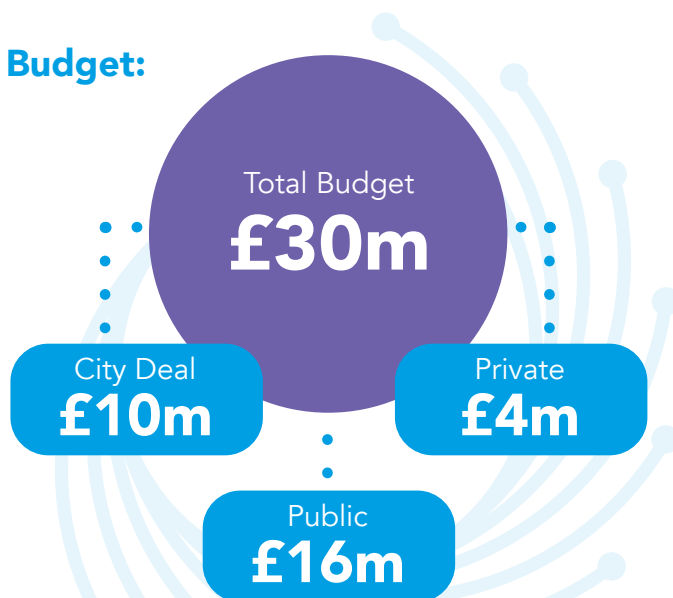 Budget:
Total Budget
£30m
City Deal
£10m
Private
£4m
Public
£16m